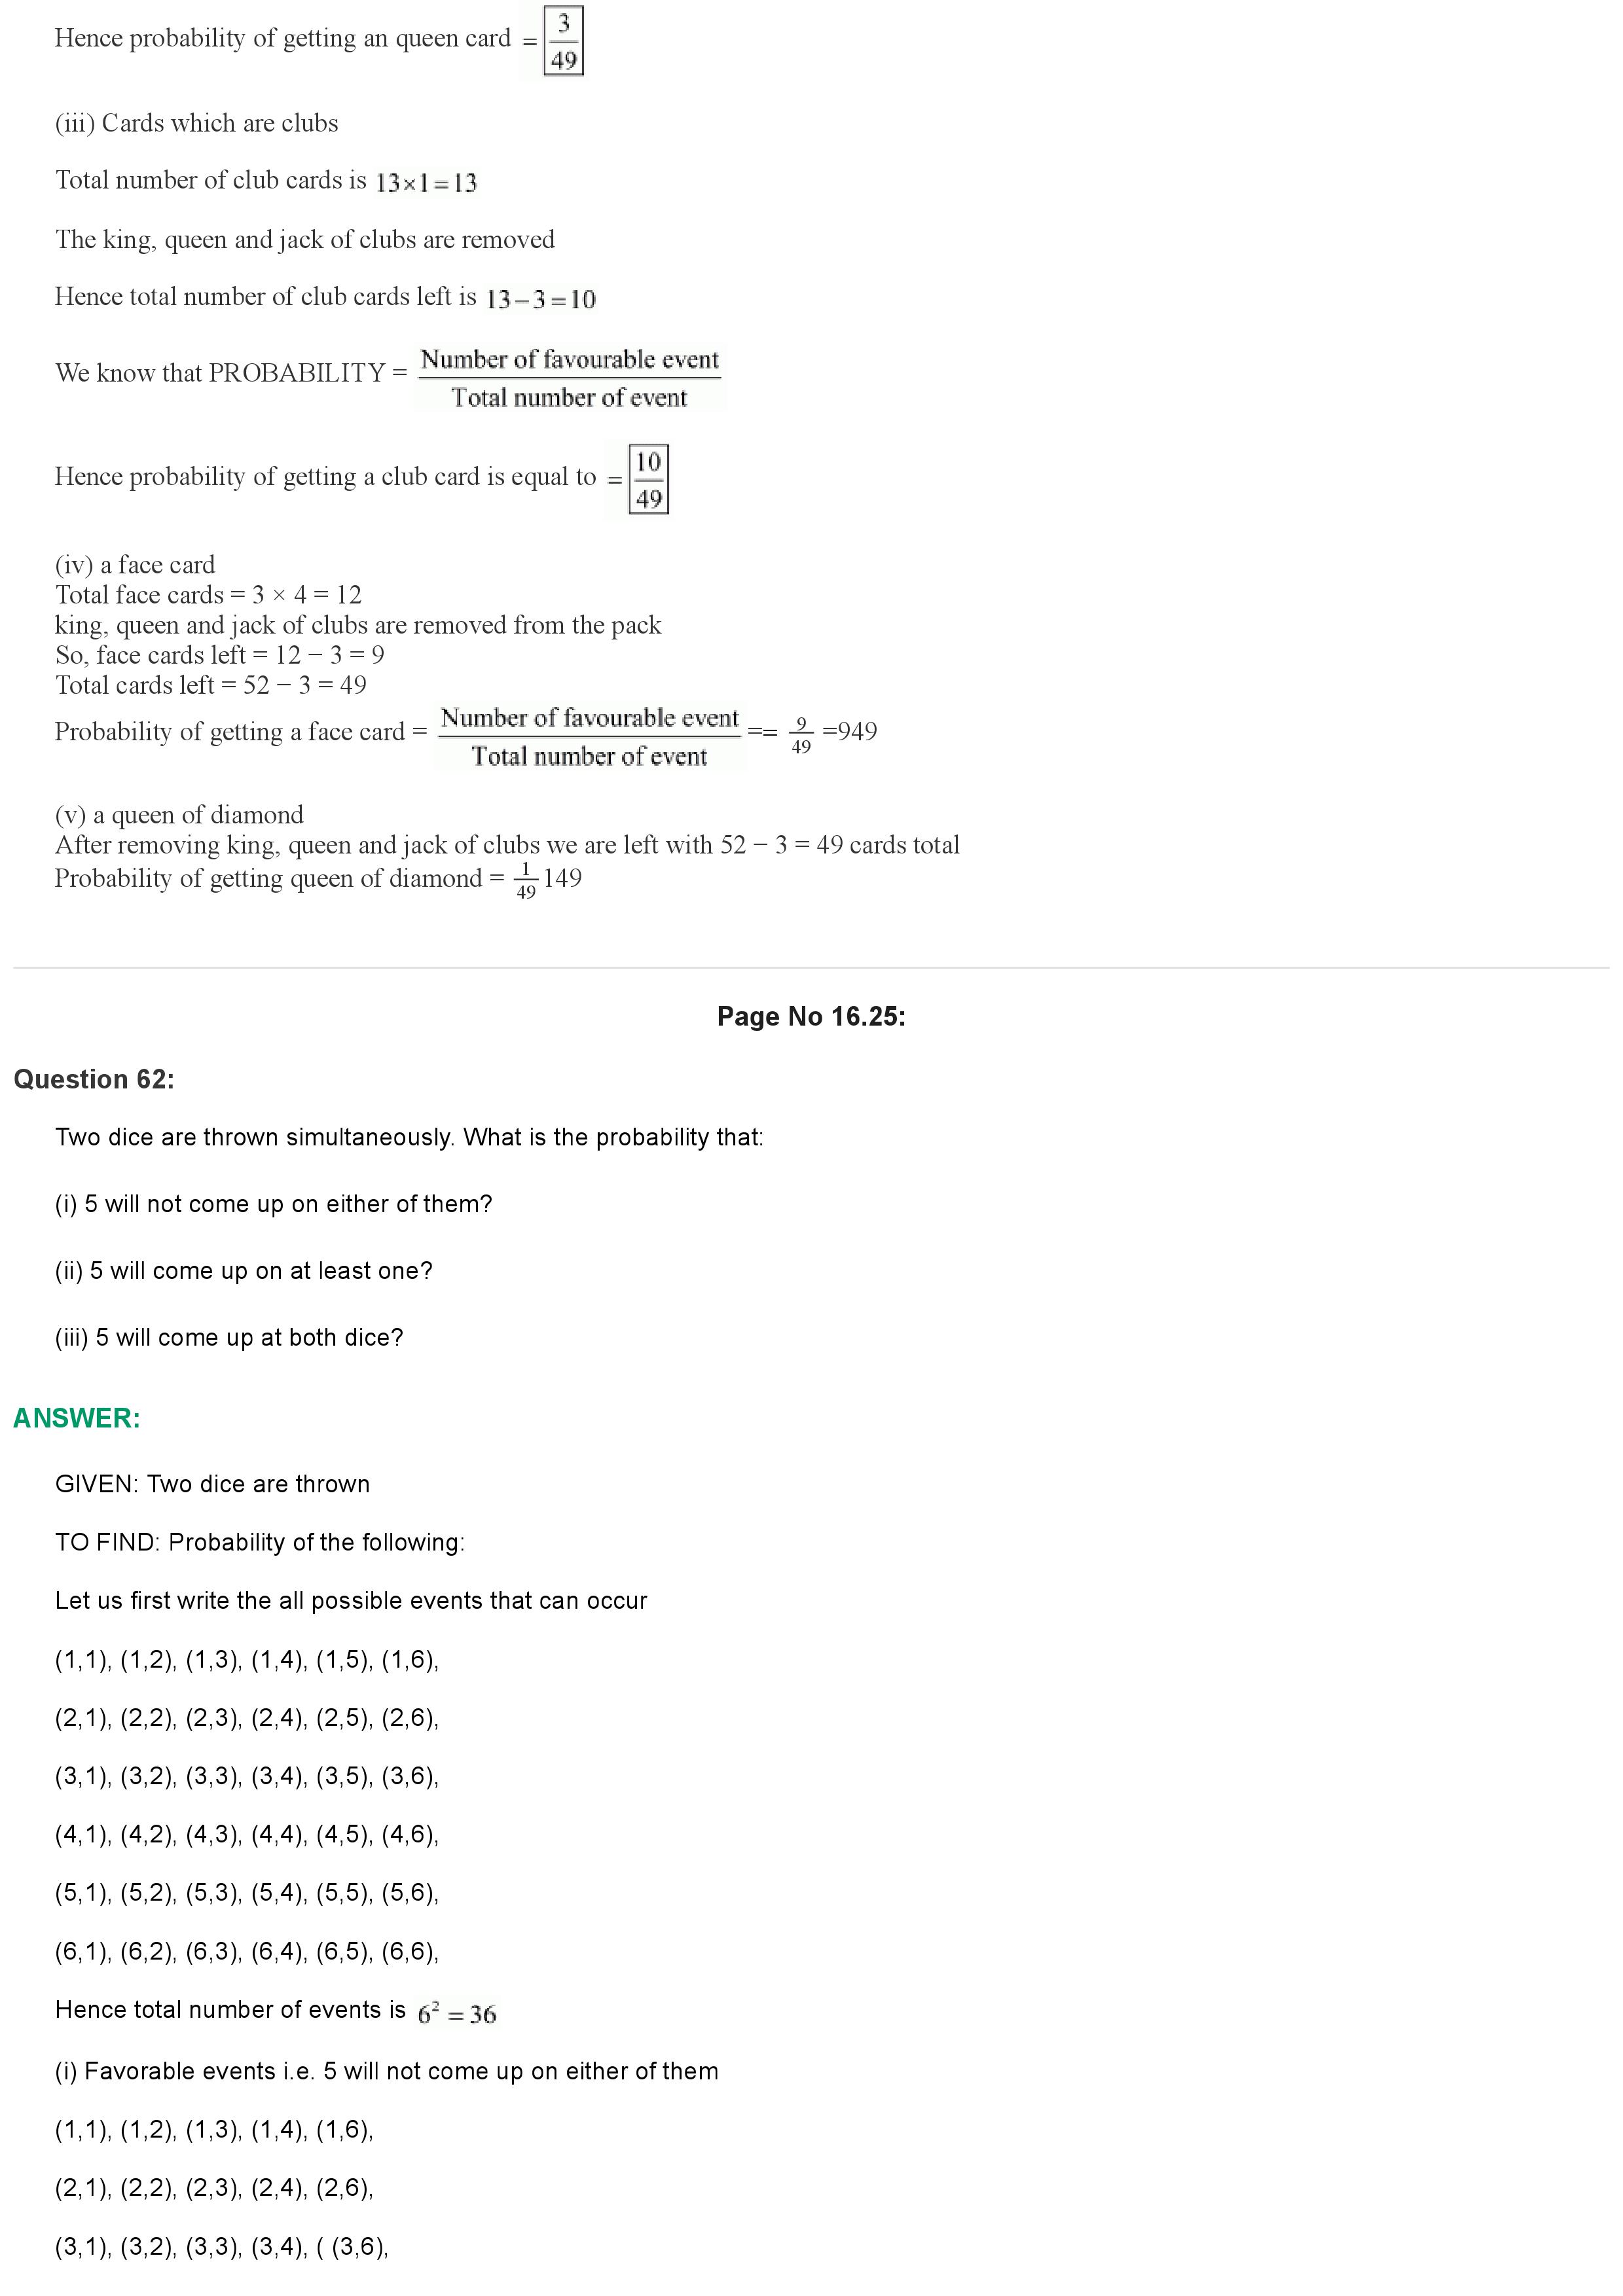 Hence probability of getting an queen card = 3/49
(iii) Cards which are clubs
Total number of club cards is 13×1=13
The king, queen and jack of clubs are removed
Hence total number of club cards left is 13−3=10
We know that PROBABILITY = Number of favourable event / Total number of event
Hence probability of getting a club card is equal to = 10/49
(iv) a face card
Total face cards = 3 × 4 = 12
king, queen and jack of clubs are removed from the pack
So, face cards left = 12 − 3 = 9
Total cards left = 52 − 3 = 49
Probability of getting a face card = Number of favourable event / Total number of event == 9/49 =949
(v) a queen of diamond
After removing king, queen and jack of clubs we are left with 52 − 3 = 49 cards total
Probability of getting queen of diamond = 1/49 149
Page No 16.25:
Question 62:
Two dice are thrown simultaneously. What is the probability that:
(i) 5 will not come up on either of them?
(ii) 5 will come up on at least one?
(iii) 5 will come up at both dice?
ANSWER:
GIVEN: Two dice are thrown
TO FIND: Probability of the following:
Let us first write the all possible events that can occur
(1,1), (1,2), (1,3), (1,4), (1,5), (1,6),
(2,1), (2,2), (2,3), (2,4), (2,5), (2,6),
(3,1), (3,2), (3,3), (3,4), (3,5), (3,6),
(4,1), (4,2), (4,3), (4,4), (4,5), (4,6),
(5,1), (5,2), (5,3), (5,4), (5,5), (5,6),
(6,1), (6,2), (6,3), (6,4), (6,5), (6,6),
Hence total number of events is 6² = 36
(i) Favorable events i.e. 5 will not come up on either of them
(1,1), (1,2), (1,3), (1,4), (1,6),
(2,1), (2,2), (2,3), (2,4), (2,6),
(3,1), (3,2), (3,3), (3,4), ( (3,6),